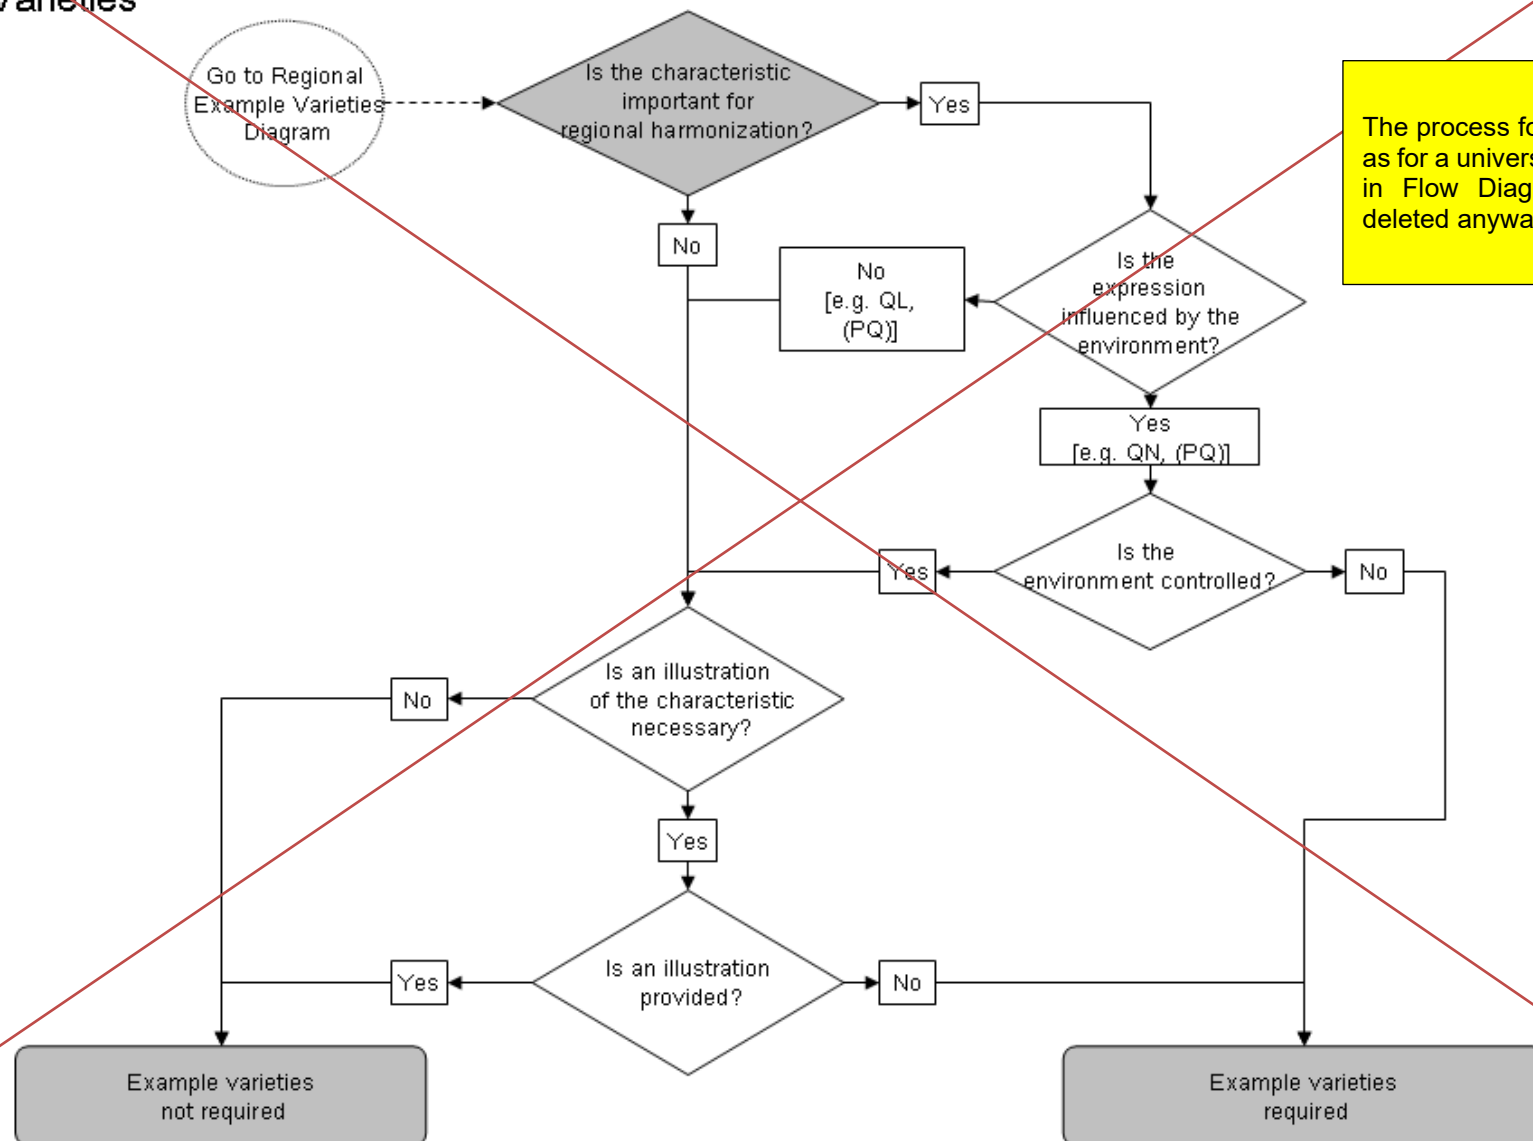 Varieties
Go to Regional
Example Varieties
Diagram
Is the characteristic
important for
regional harmonization?
Yes
The process fo
as for a univers
in Flow Diag
deleted anywa
No
No
[e.g. QL,
(PQ)]
Is the
expression
influenced by the
environment?
Yes
[e.g. QN, (PQ)]
Yes
Is the
environment controlled?
No
No
Is an illustration
of the characteristic
necessary?
Yes
Yes
Is an illustration
provided?
No
Example varieties
not required
Example varieties
required